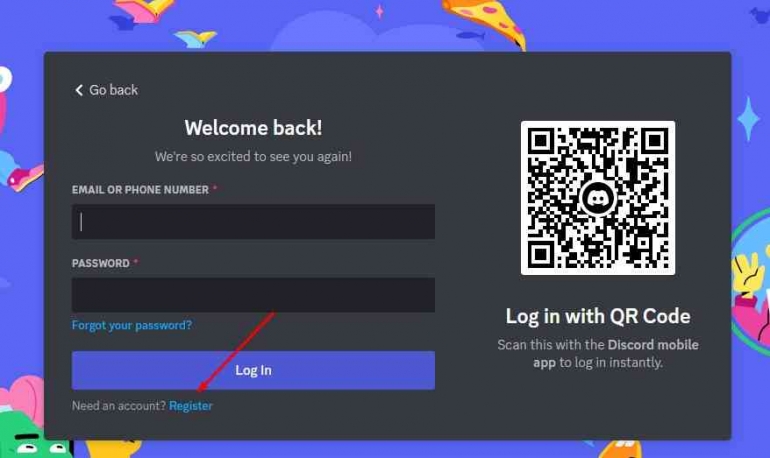 Go back
Welcome back!
We're so excited to see you again!
EMAIL OR PHONE NUMBER *
PASSWORD *
Forgot your password?
Log In
Need an account? Register
Log in with QR Code
Scan this with the Discord mobile
app to log in instantly.